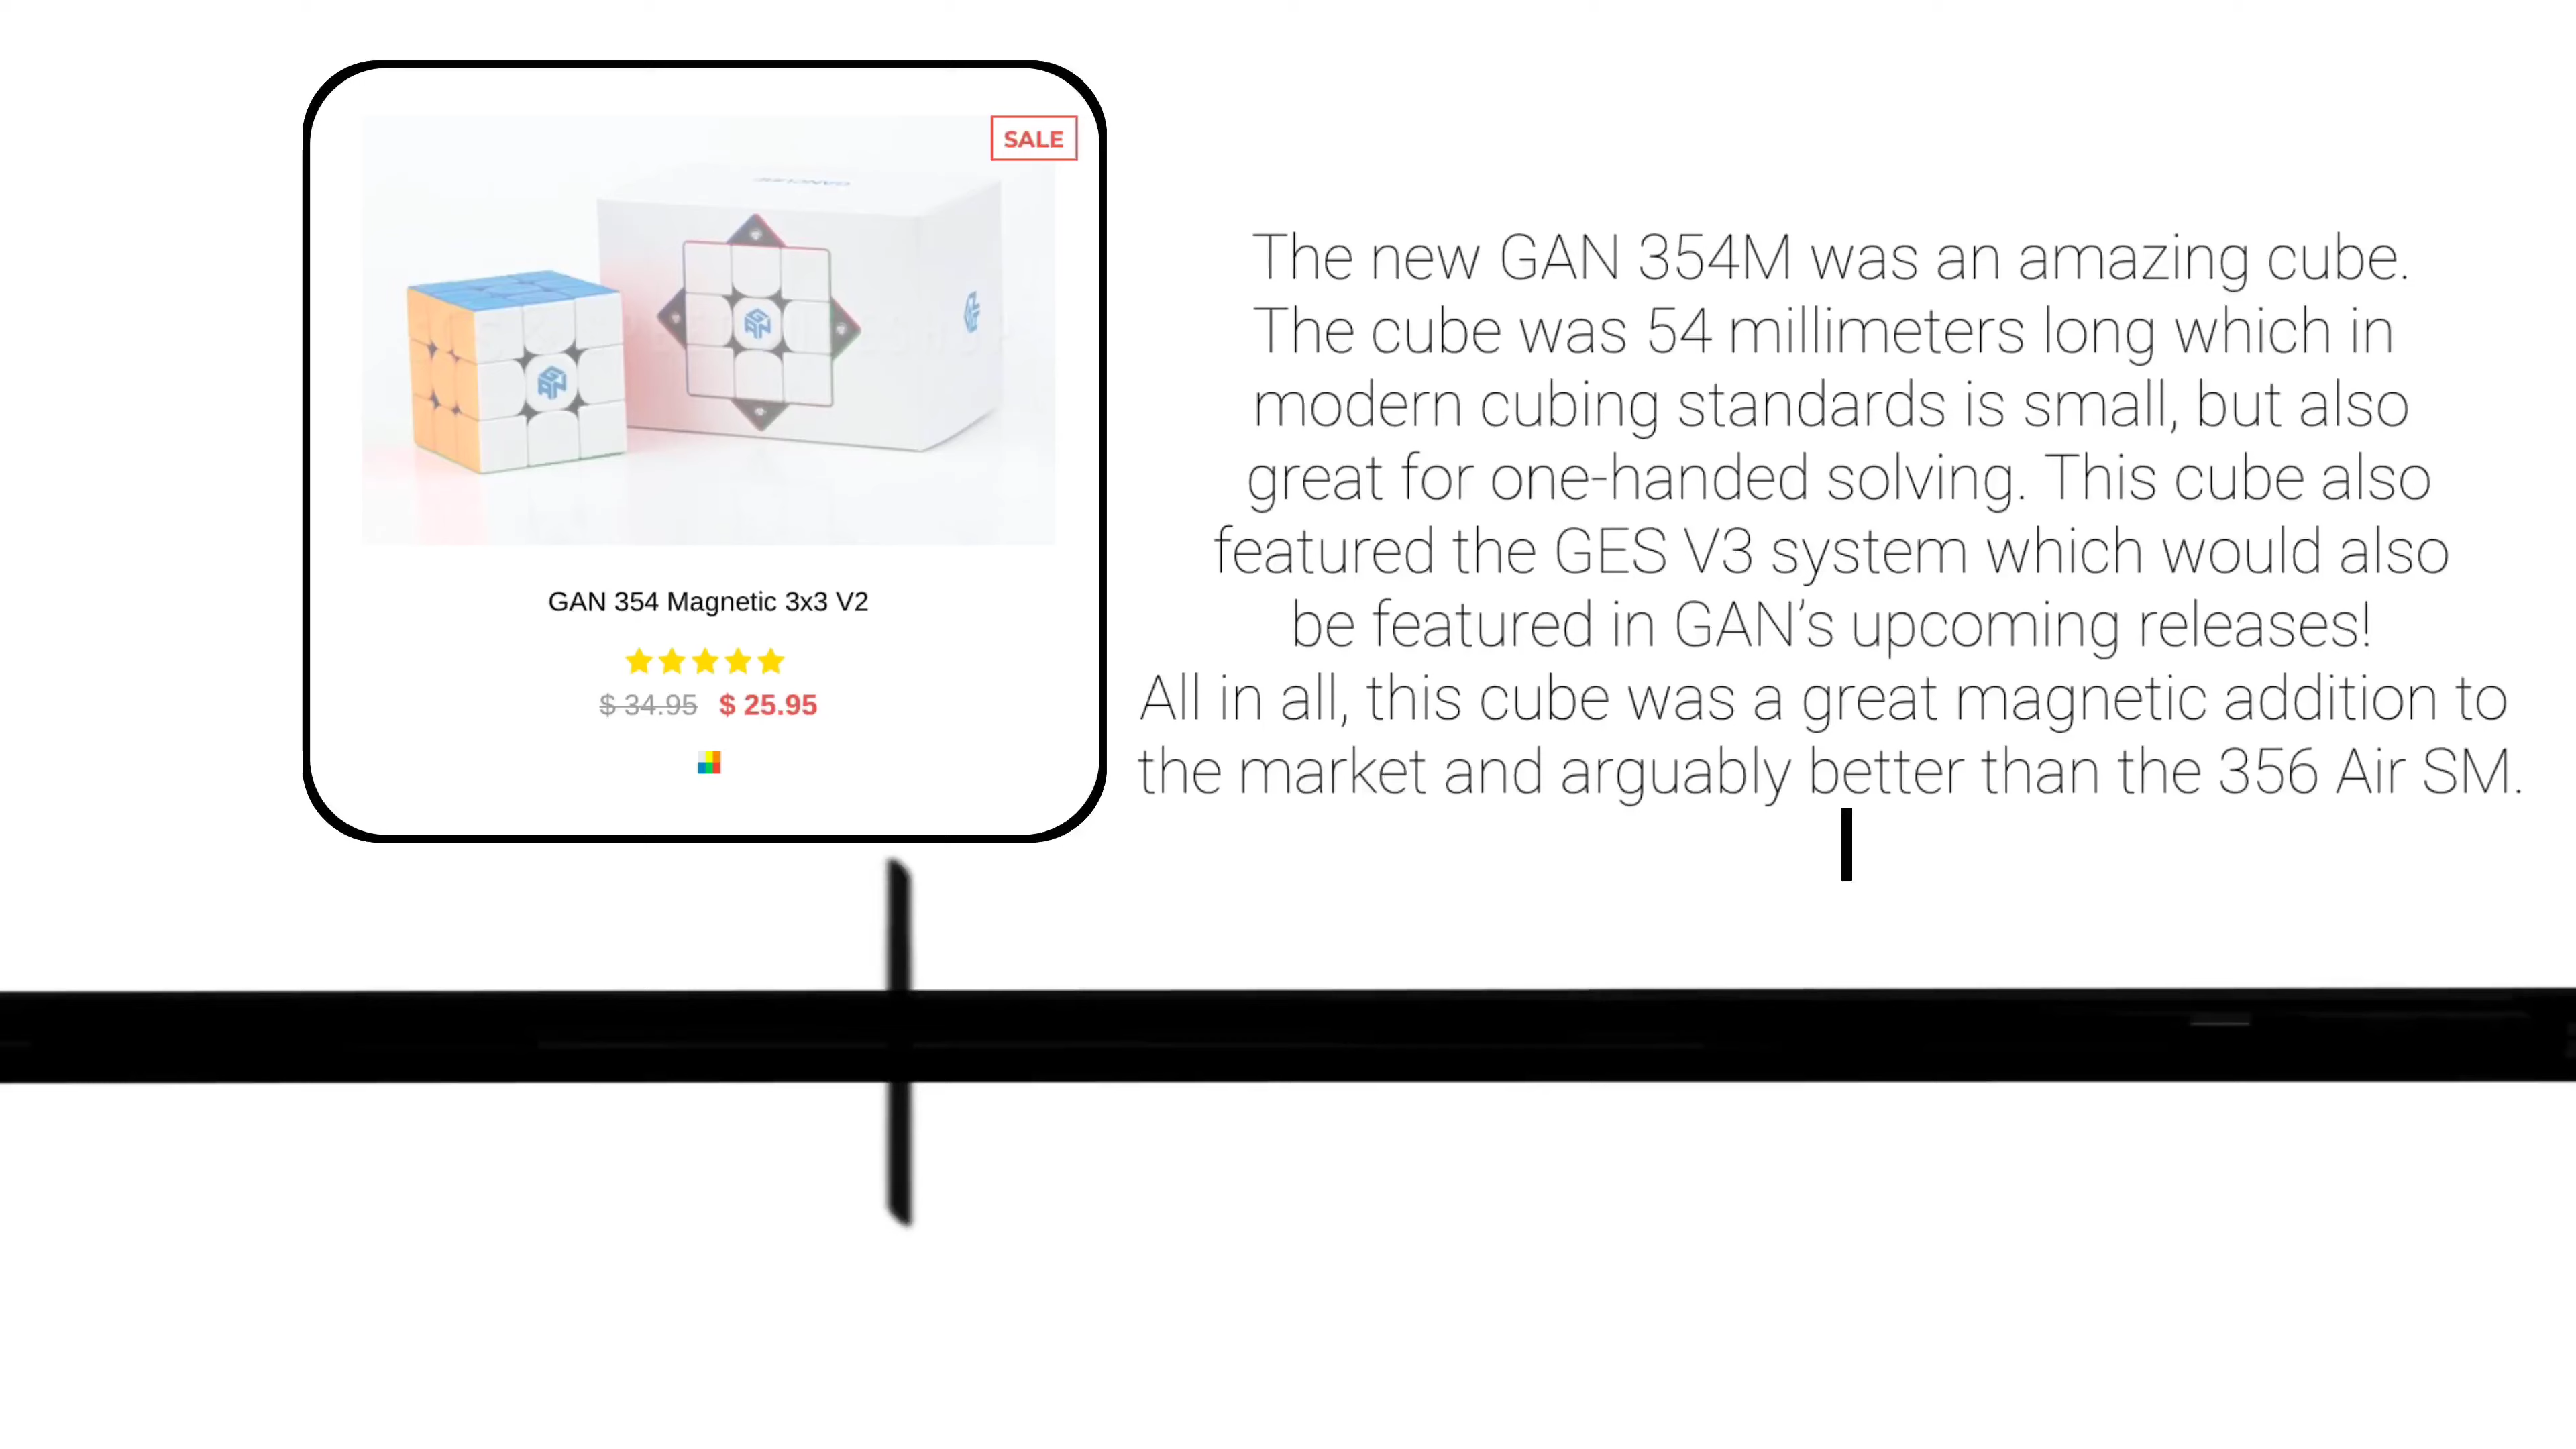 SALE
GAN
GAN
GAN 354 Magnetic 3x3 V2
$ 34.95 $ 25.95
The new GAN 354M was an amazing cube.
The cube was 54 millimeters long which in
modern cubing standards is small, but also
great for one-handed solving. This cube also
featured the GES V3 system which would also
be featured in GAN’s upcoming releases!
All in all, this cube was a great magnetic addition to
the market and arguably better than the 356 Air SM.